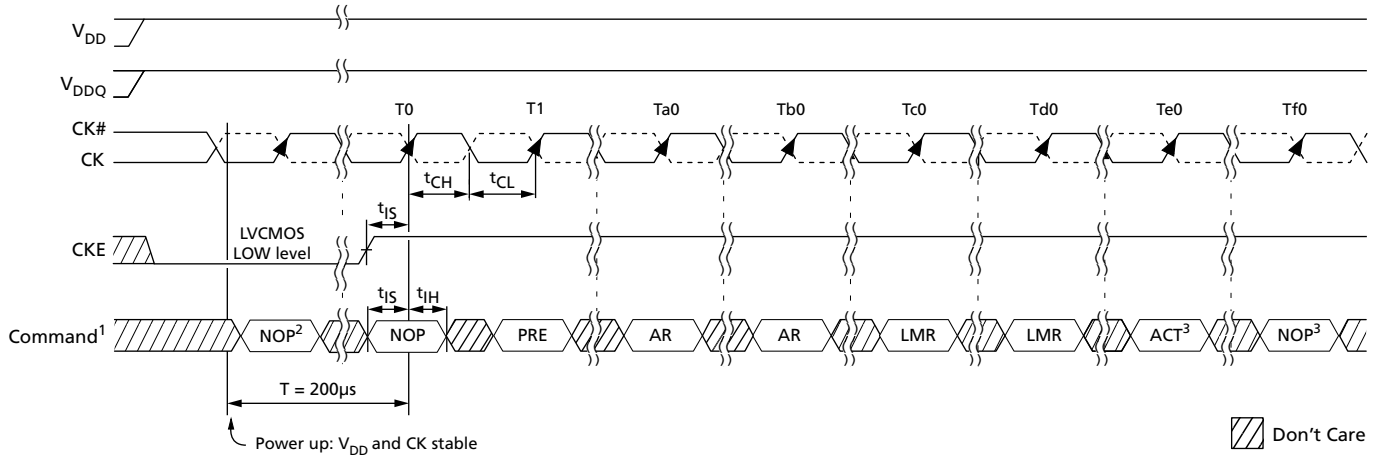 VDD
VDDQ
T0 T1 Ta0 Tb0 Tc0 Td0 Te0 Tf0
CK#
CK
tCH tCL
tIS
CKE
LVCMOS
LOW level
tIS tIH
Command1 NOP2 NOP PRE AR AR LMR LMR ACT3 NOP3
T = 200µs
Power up: VDD and CK stable
Don't Care